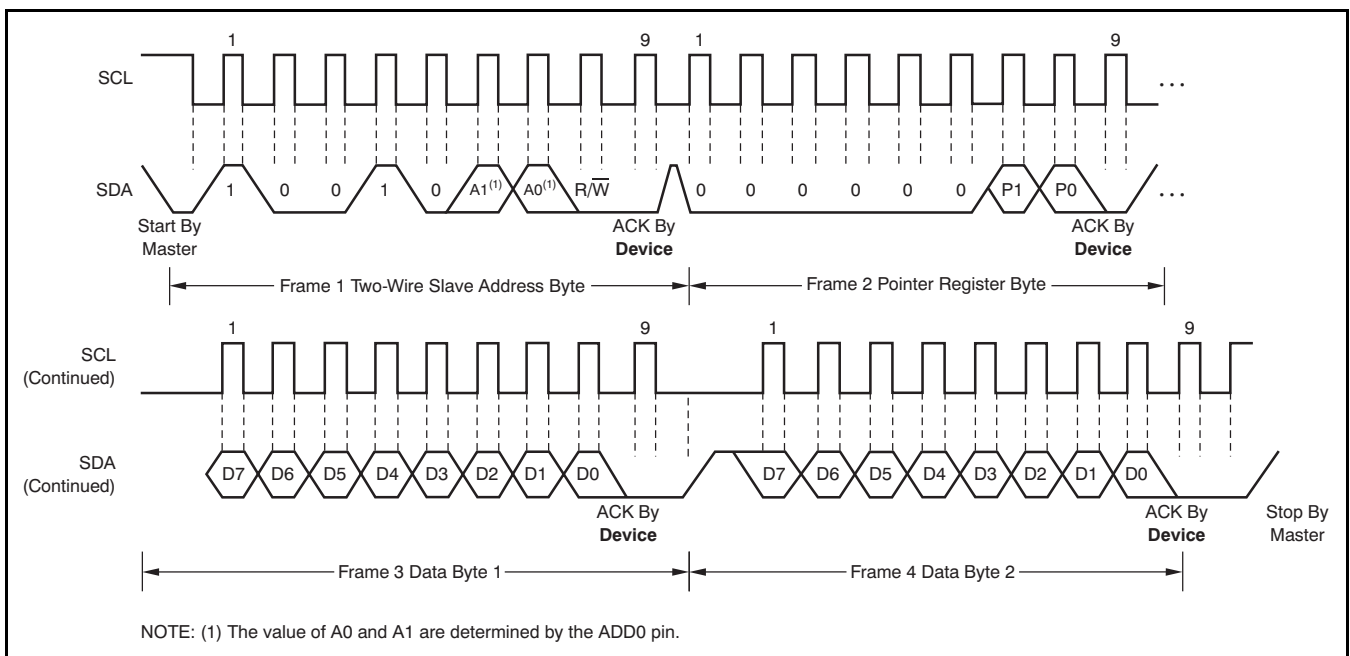 1 9 1 9
SCL ...
SDA 1 0 0 1 0 A1(1) A0(1) R/W 0 0 0 0 0 0 P1 P0 ...
Start By Master ACK By Device ACK By Device
Frame 1 Two-Wire Slave Address Byte Frame 2 Pointer Register Byte
1 9 1 9
SCL (Continued)
SDA (Continued) D7 D6 D5 D4 D3 D2 D1 D0 D7 D6 D5 D4 D3 D2 D1 D0
ACK By Device ACK By Device Stop By Master
Frame 3 Data Byte 1 Frame 4 Data Byte 2
NOTE: (1) The value of A0 and A1 are determined by the ADD0 pin.